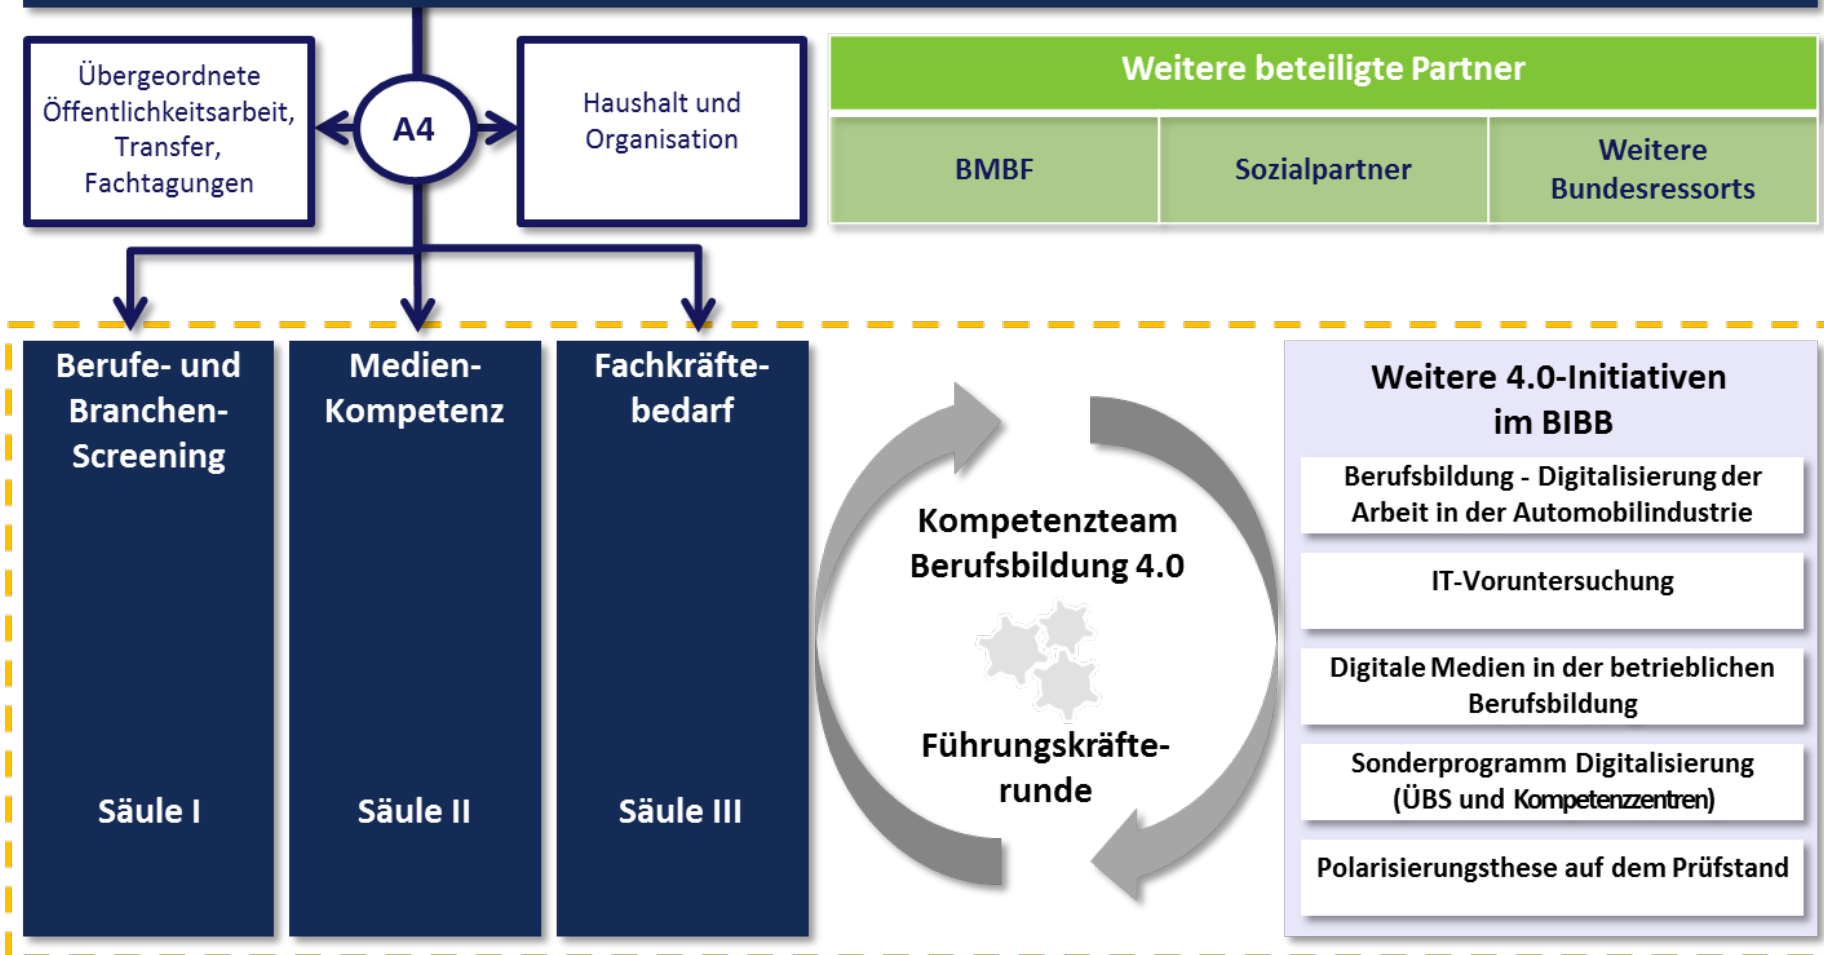 Übergeordnete
Öffentlichkeitsarbeit,
Transfer,
Fachtagungen
A4
Haushalt und
Organisation
Weitere beteiligte Partner
BMBF
Sozialpartner
Weitere
Bundesressorts
Berufe- und
Branchen-
Screening
Säule I
Medien-
Kompetenz
Säule II
Fachkräfte-
bedarf
Säule III
Kompetenzteam
Berufsbildung 4.0
Führungskräfte-
runde
Weitere 4.0-Initiativen
im BIBB
Berufsbildung - Digitalisierung der
Arbeit in der Automobilindustrie
IT-Voruntersuchung
Digitale Medien in der betrieblichen
Berufsbildung
Sonderprogramm Digitalisierung
(ÜBS und Kompetenzzentren)
Polarisierungsthese auf dem Prüfstand